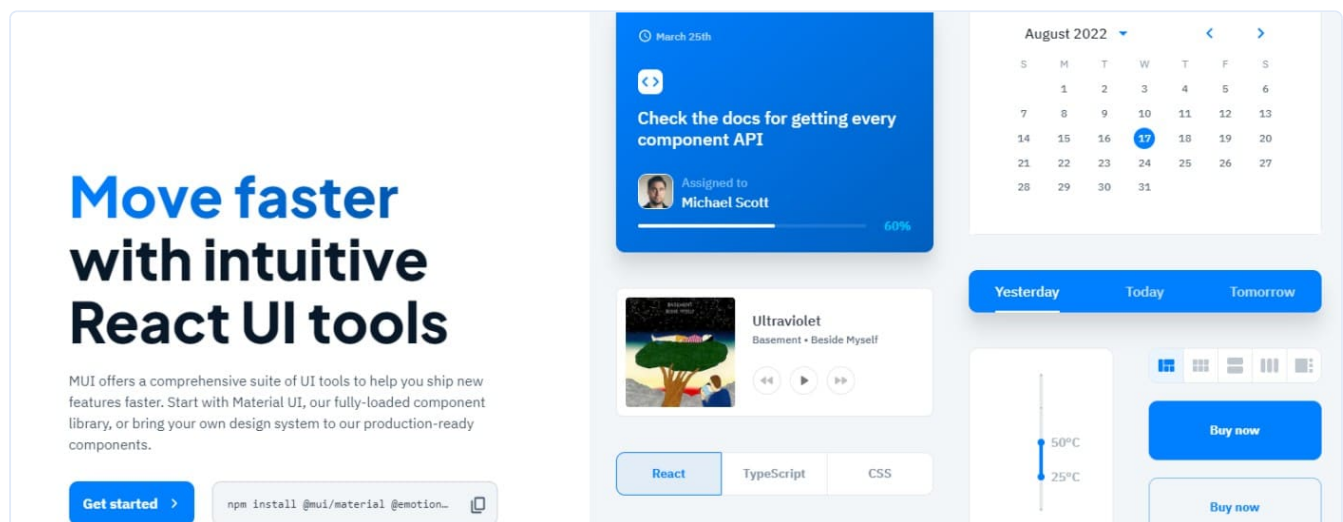 Move faster
with intuitive
React UI tools
MUI offers a comprehensive suite of UI tools to help you ship new
features faster. Start with Material UI, our fully-loaded component
library, or bring your own design system to our production-ready
components.
Get started
npm install @mui/material @emotion...
March 25th
Check the docs for getting every
component API
Assigned to
Michael Scott
60%
BASEMENT
BESIDE MYSELF
Ultraviolet
Basement • Beside Myself
React TypeScript CSS
August 2022
S M T W T F S
1 2 3 4 5 6
7 8 9 10 11 12 13
14 15 16 17 18 19 20
21 22 23 24 25 26 27
28 29 30 31
Yesterday Today Tomorrow
50°C
25°C
Buy now
Buy now